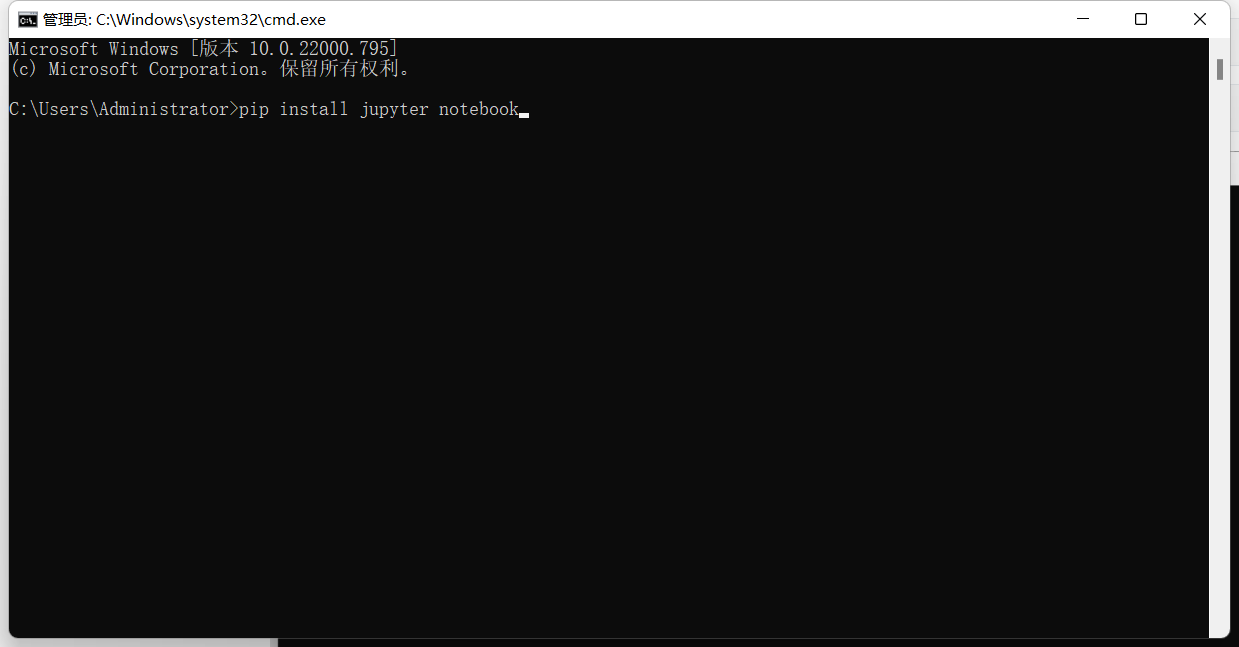 管理员: C:\Windows\system32\cmd.exe
Microsoft Windows [版本 10.0.22000.795]
(c) Microsoft Corporation。保留所有权利。
C:\Users\Administrator>pip install jupyter notebook